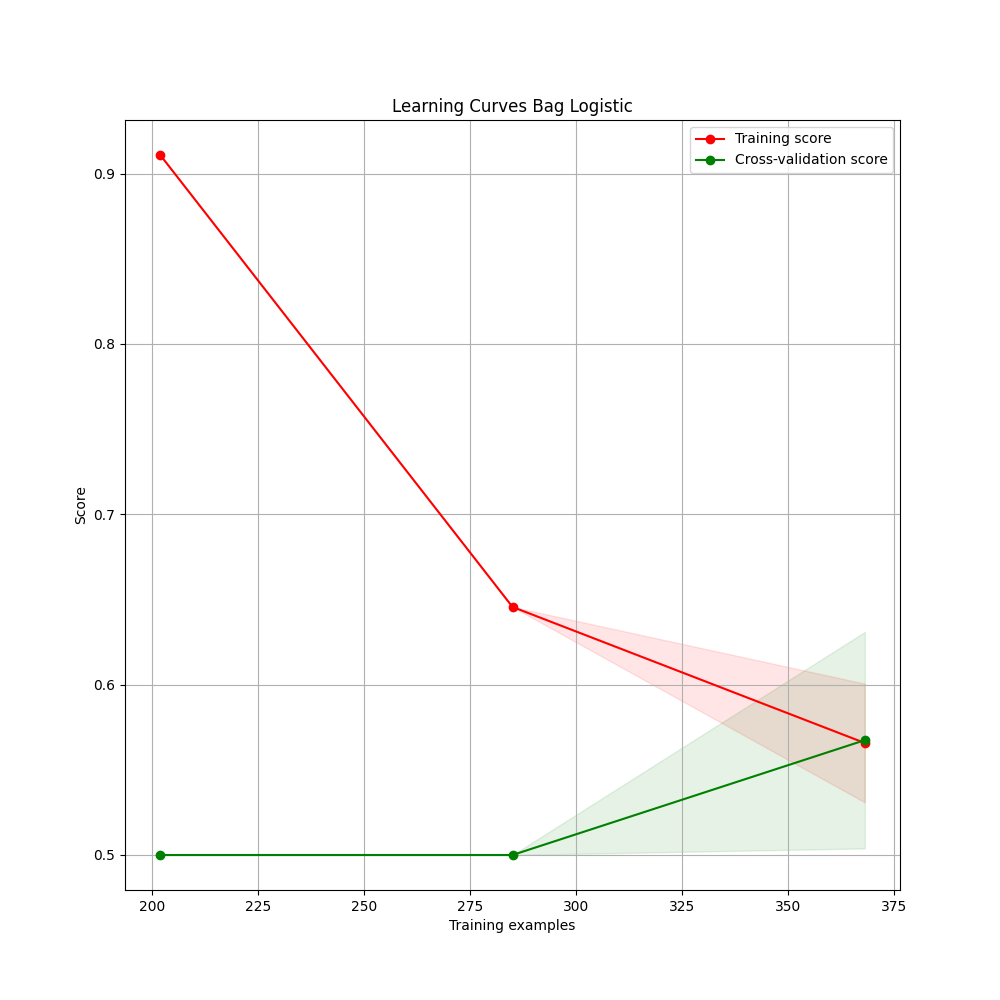 Learning Curves Bag Logistic
Training score
Cross-validation score
Score
0.9
0.8
0.7
0.6
0.5
200 225 250 275 300 325 350 375
Training examples